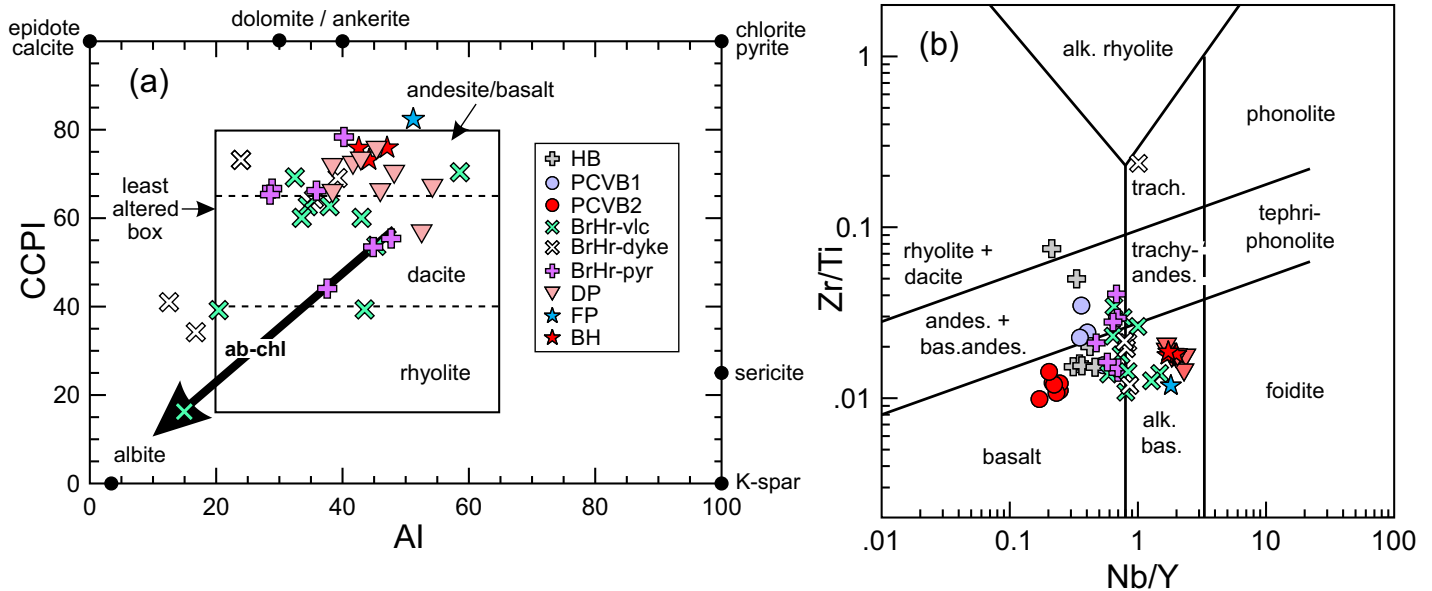 dolomite / ankerite
epidote
calcite
chlorite
pyrite
(a)
andesite/basalt
80
60
40
20
0
CCPI
least
altered
box
HB
PCVB1
PCVB2
BrHr-vlc
BrHr-dyke
BrHr-pyr
DP
FP
BH
dacite
ab-chl
rhyolite
sericite
albite
K-spar
0
20
40
60
80
100
AI
(b)
alk. rhyolite
phonolite
1
0.1
.01
Zr/Ti
trach.
tephri-
phonolite
rhyolite +
dacite
trachy-
andes.
andes. +
bas.andes.
foidite
alk.
bas.
basalt
.01
0.1
1
10
100
Nb/Y